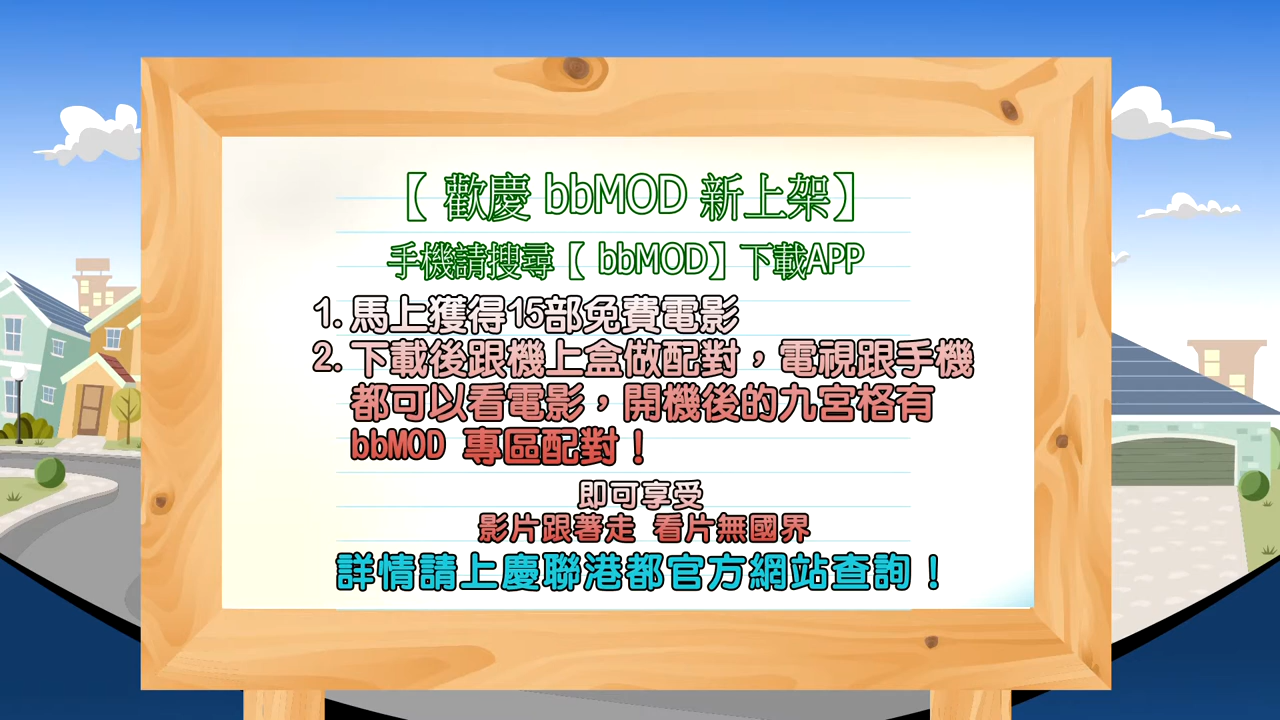 【 歡慶 bbMOD 新上架】
手機請搜尋【 bbMOD】下載APP
1.馬上獲得15部免費電影
2.下載後跟機上盒做配對，電視跟手機
都可以看電影，開機後的九宮格有
bbMOD 專區配對！
即可享受
影片跟著走 看片無國界
詳情請上慶聯港都官方網站查詢！